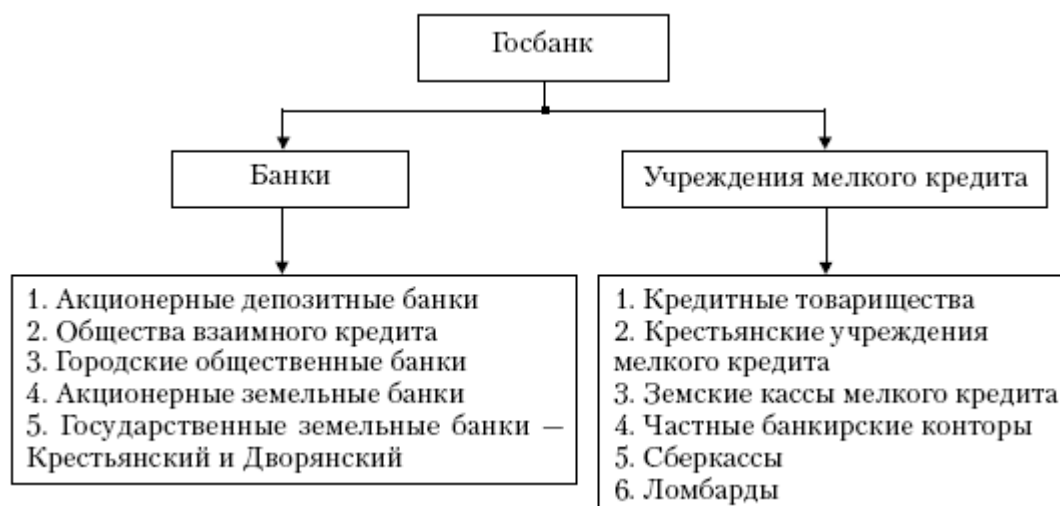 Госбанк
Банки
Учреждения мелкого кредита
1. Акционерные депозитные банки
2. Общества взаимного кредита
3. Городские общественные банки
4. Акционерные земельные банки
5. Государственные земельные банки –
Крестьянский и Дворянский
1. Кредитные товарищества
2. Крестьянские учреждения
мелкого кредита
3. Земские кассы мелкого кредита
4. Частные банкирские конторы
5. Сберкассы
6. Ломбарды